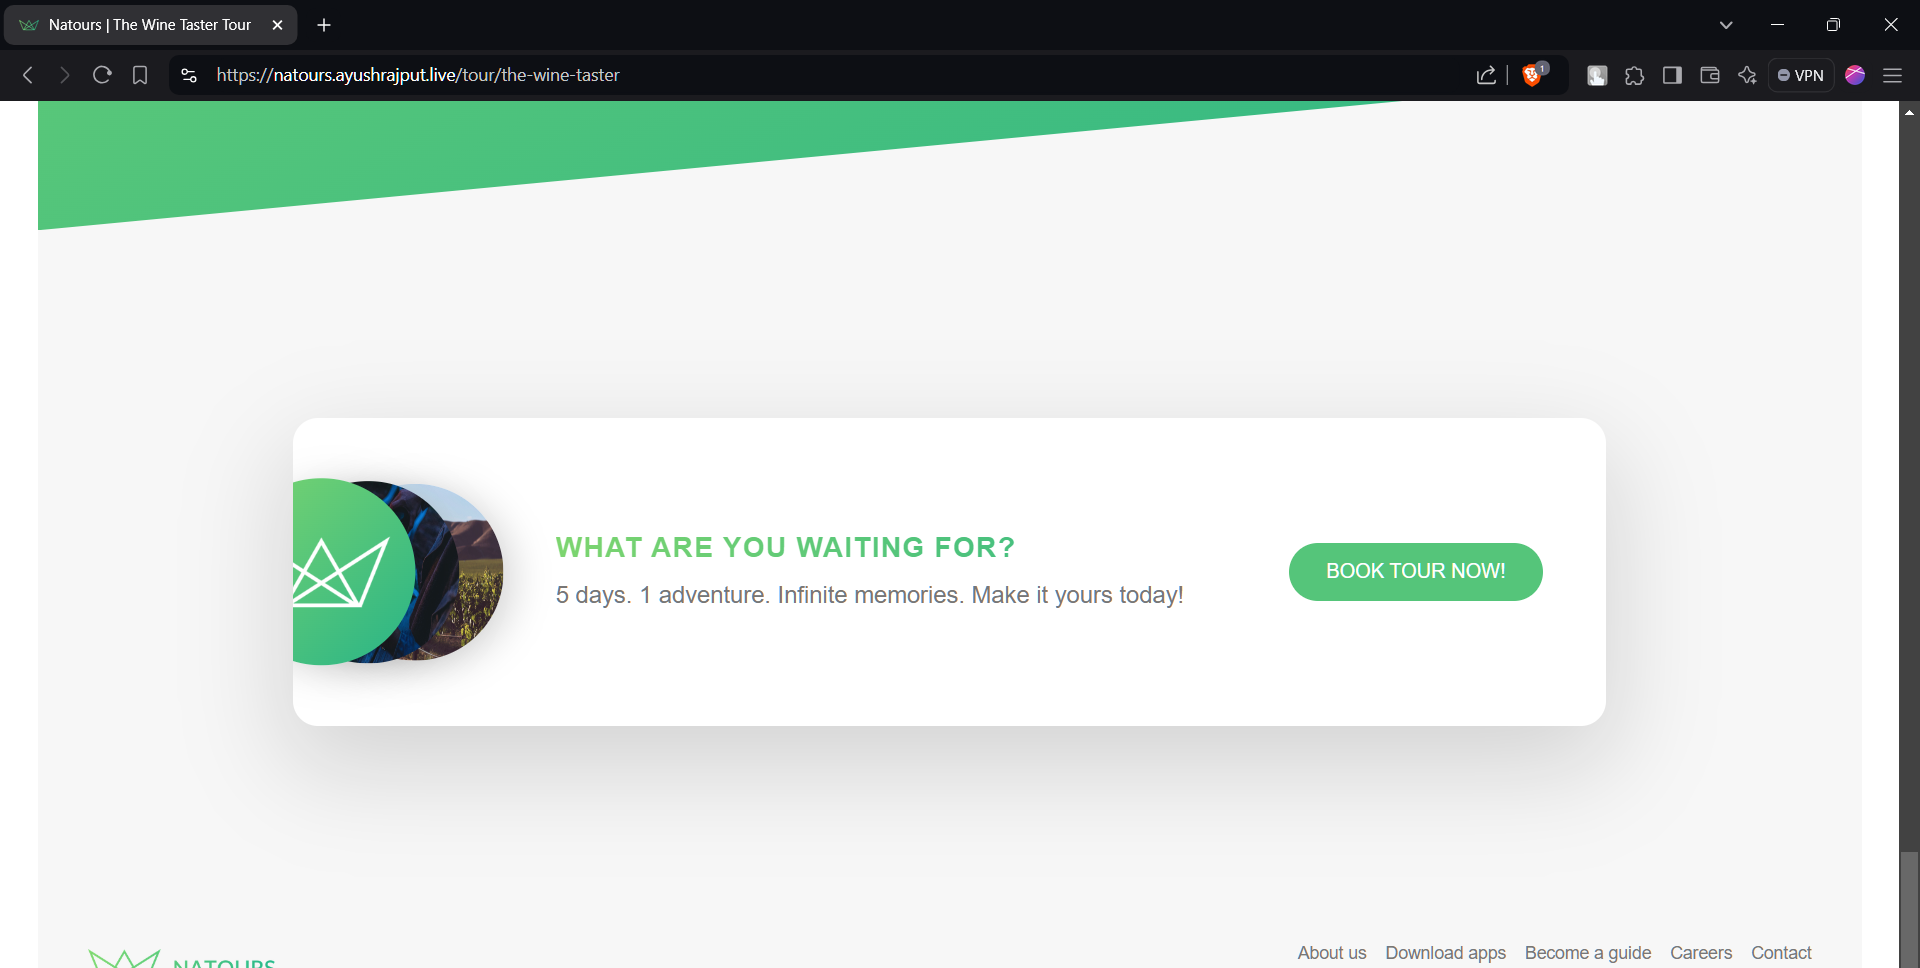 Natours | The Wine Taster Tour
https://natours.ayushrajput.live/tour/the-wine-taster
1
VPN
WHAT ARE YOU WAITING FOR?
5 days. 1 adventure. Infinite memories. Make it yours today!
BOOK TOUR NOW!
NATOURS
About us Download apps Become a guide Careers Contact